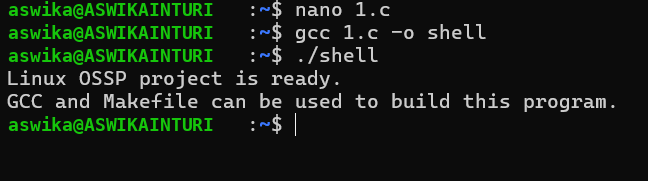 aswika@ASWIKAINTURI   :~$ nano 1.c
aswika@ASWIKAINTURI   :~$ gcc 1.c -o shell
aswika@ASWIKAINTURI   :~$ ./shell
Linux OSSP project is ready.
GCC and Makefile can be used to build this program.
aswika@ASWIKAINTURI   :~$